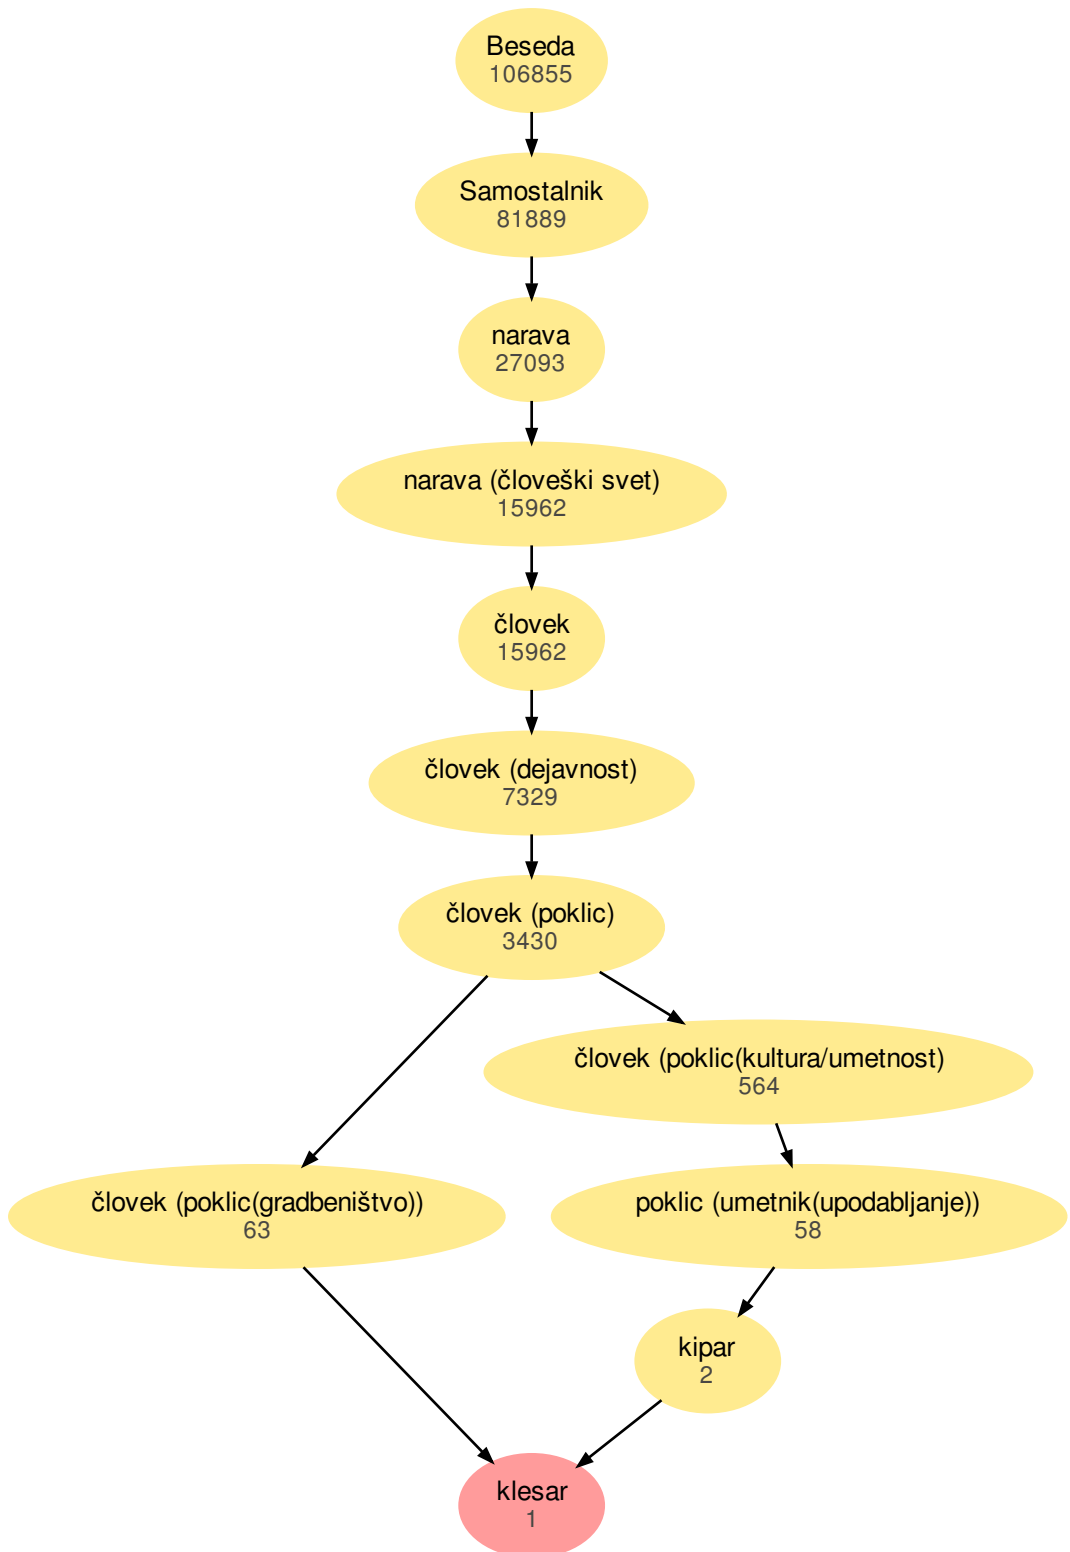 Beseda
106855
Samostalnik
81889
narava
27093
narava (človeški svet)
15962
človek
15962
človek (dejavnost)
7329
človek (poklic)
3430
človek (poklic(kultura/umetnost)
564
človek (poklic(gradbeništvo))
63
poklic (umetnik(upodabljanje))
58
kipar
2
klesar
1